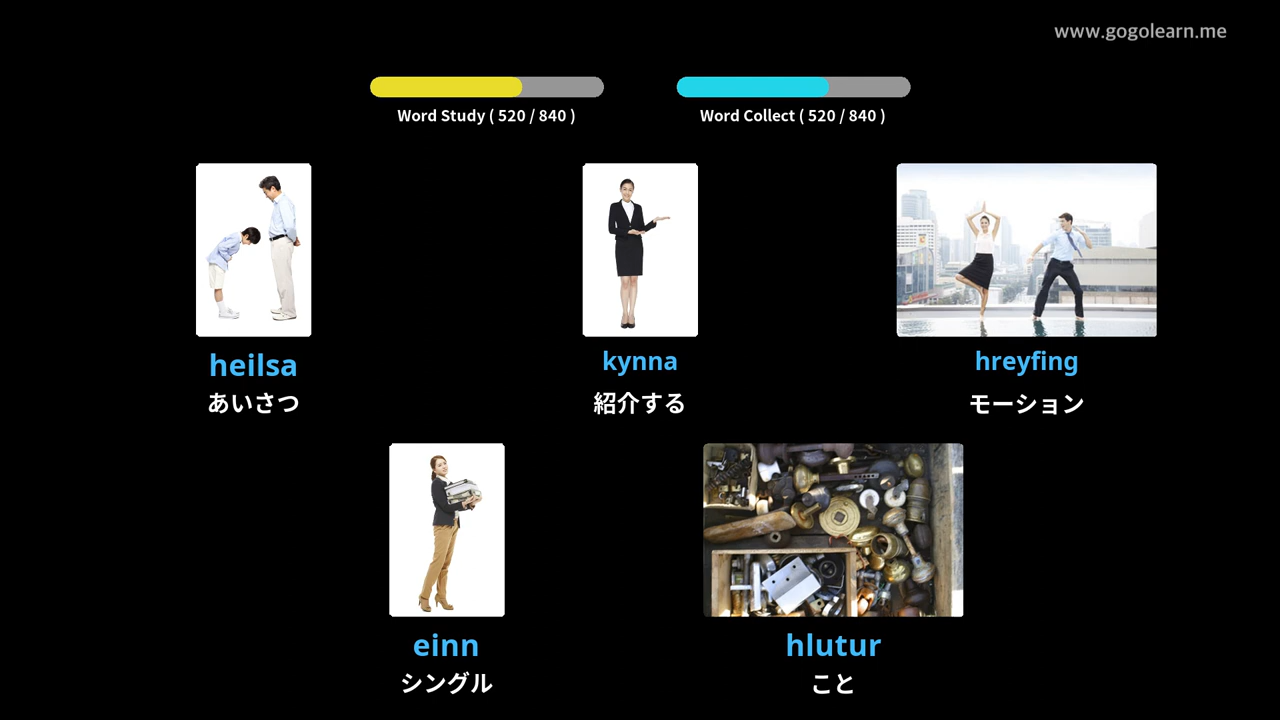 www.gogolearn.me
Word Study ( 520 / 840 )
Word Collect ( 520 / 840 )
heilsa
あいさつ
kynna
紹介する
hreyfing
モーション
einn
シングル
hlutur
こと